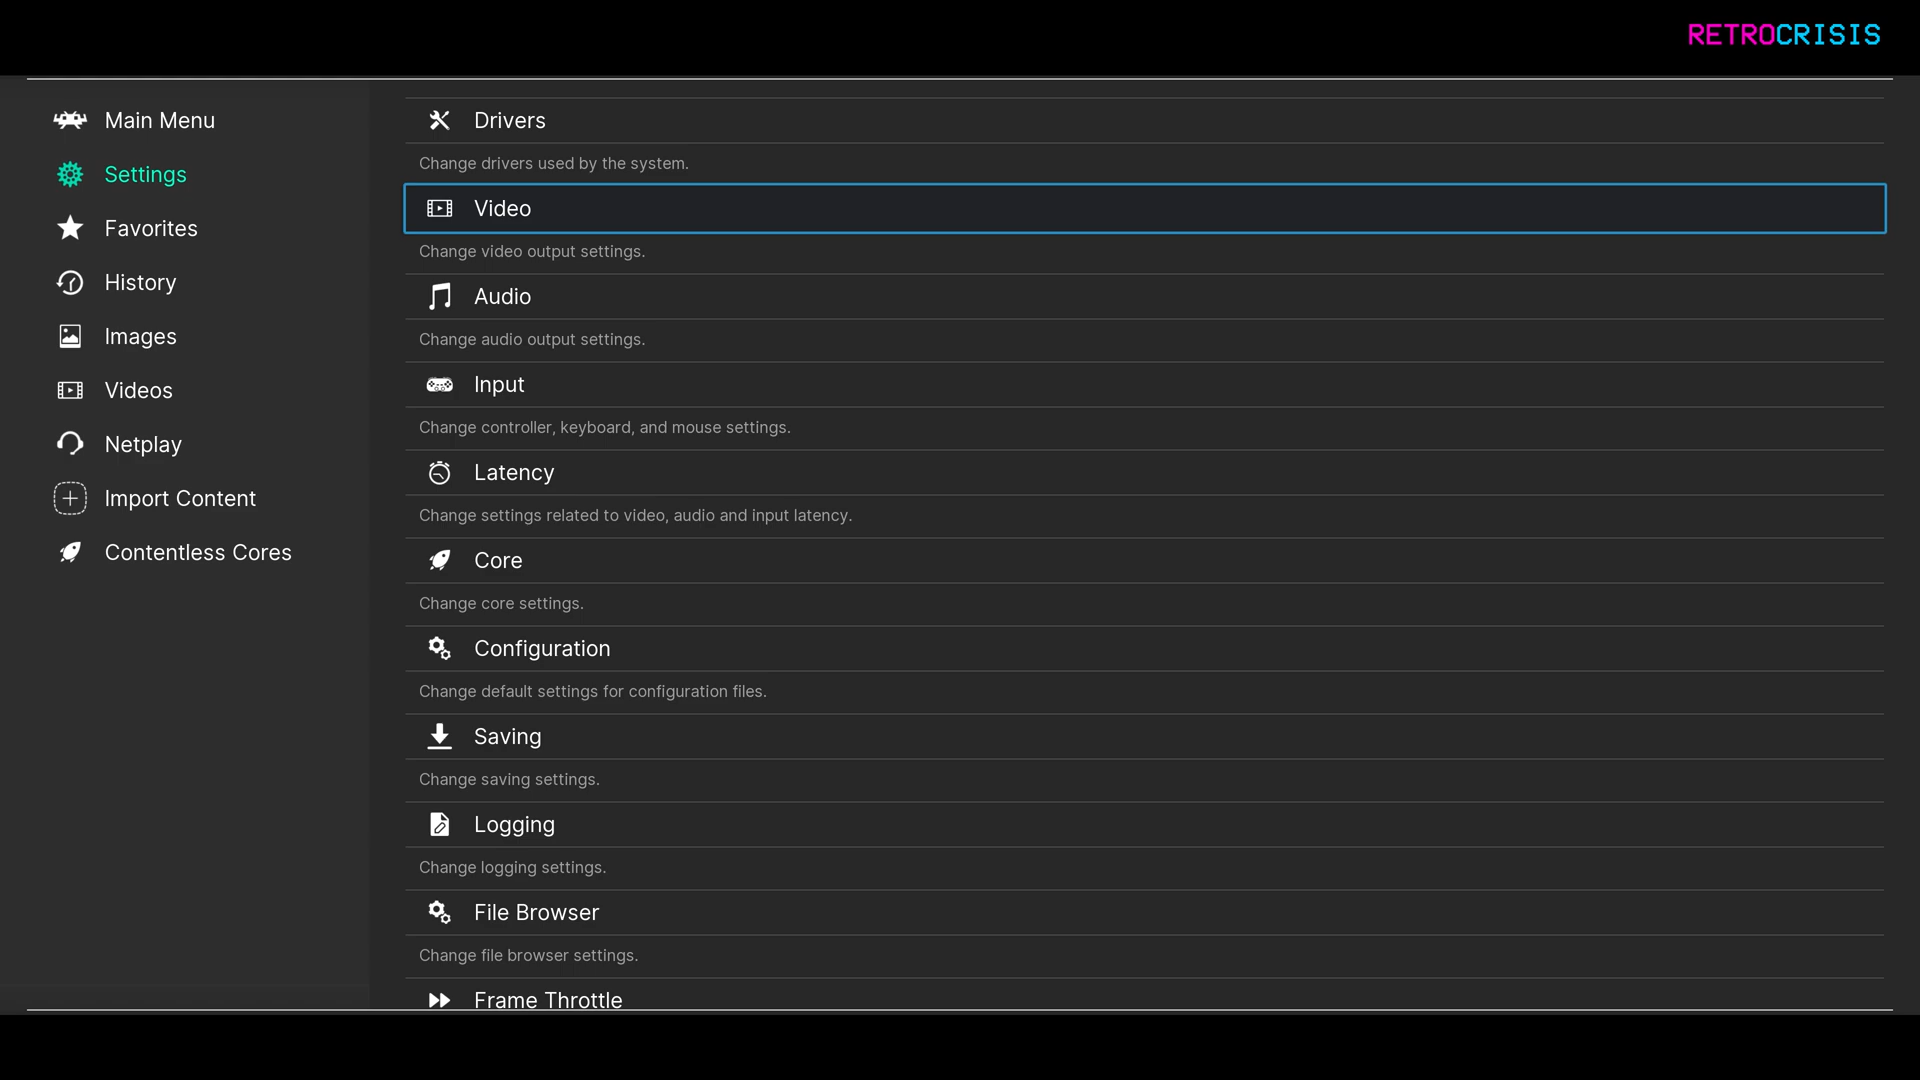 RETROCRISIS
Main Menu
Settings
Favorites
History
Images
Videos
Netplay
Import Content
Contentless Cores
Drivers
Change drivers used by the system.
Video
Change video output settings.
Audio
Change audio output settings.
Input
Change controller, keyboard, and mouse settings.
Latency
Change settings related to video, audio and input latency.
Core
Change core settings.
Configuration
Change default settings for configuration files.
Saving
Change saving settings.
Logging
Change logging settings.
File Browser
Change file browser settings.
Frame Throttle